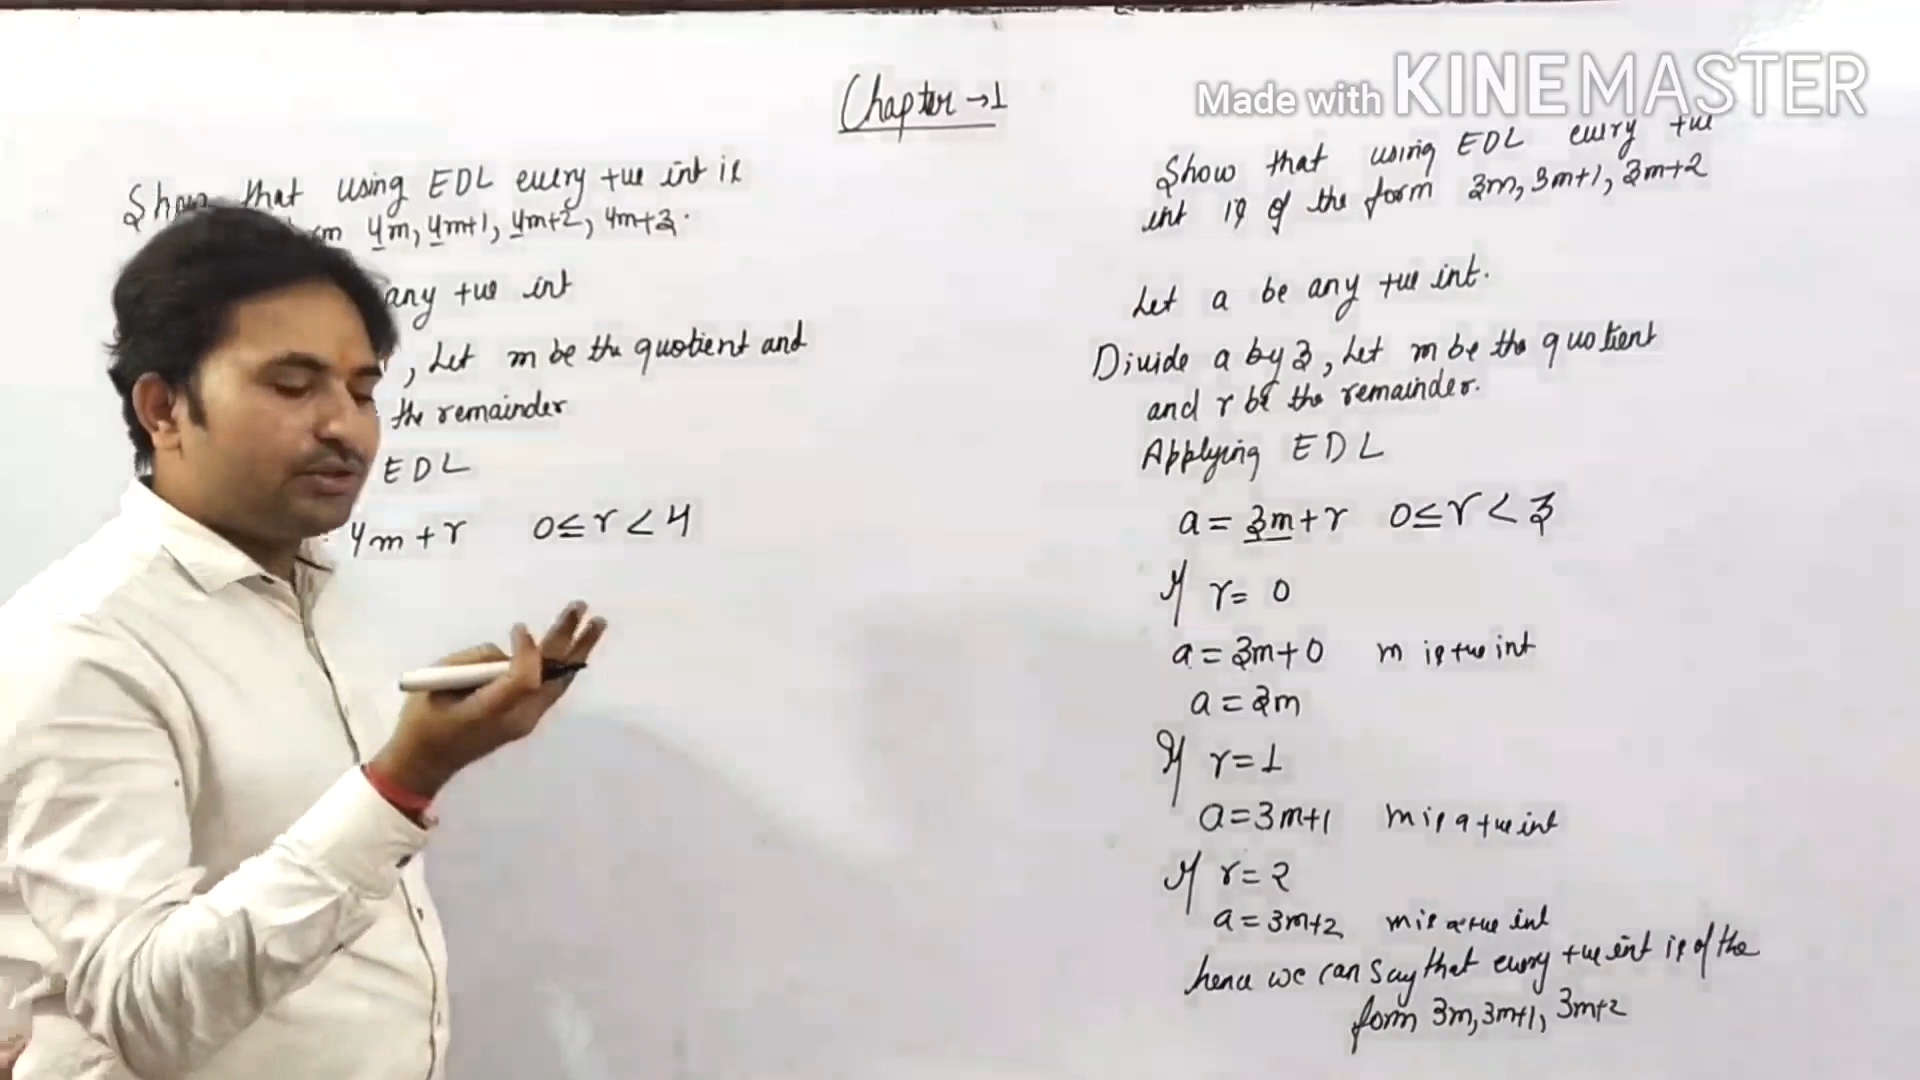 Made with KINEMASTER
Chapter → 1
Show that using EDL every +ve int is
m 4m, 4m+1, 4m+2, 4m+3.
any +ve int
, Let m be the quotient and
the remainder
EDL
4m + r 0 ≤ r < 4
Show that using EDL every +ve
int is of the form 3m, 3m+1, 3m+2
Let a be any +ve int.
Divide a by 3, Let m be the quotient
and r be the remainder.
Applying EDL
a = 3m + r 0 ≤ r < 3
If r = 0
a = 3m + 0 m is +ve int
a = 3m
If r = 1
a = 3m+1 m is a +ve int
If r = 2
a = 3m+2 m is a +ve int
hence we can say that every +ve int is of the
form 3m, 3m+1, 3m+2